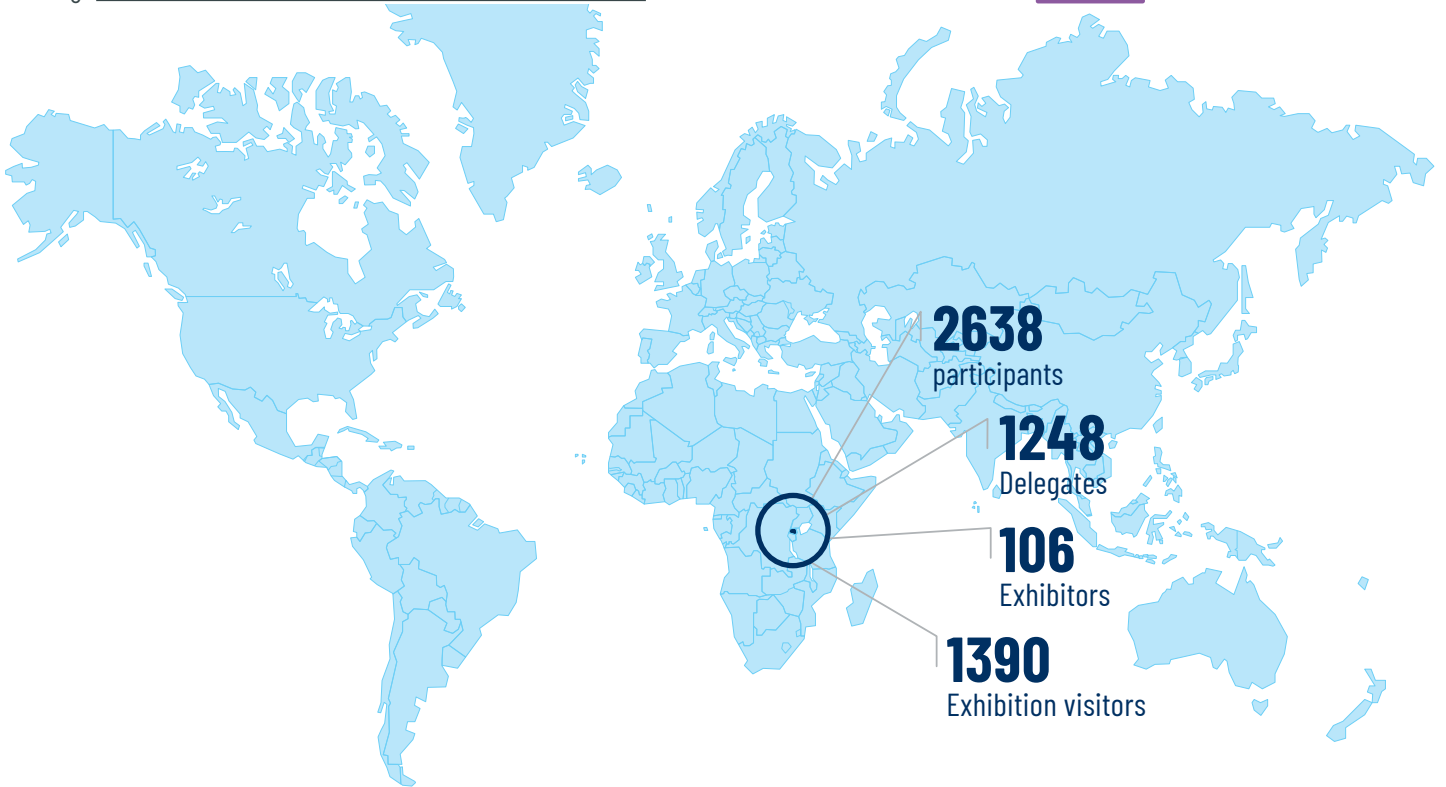 2638
participants
1248
Delegates
106
Exhibitors
1390
Exhibition visitors